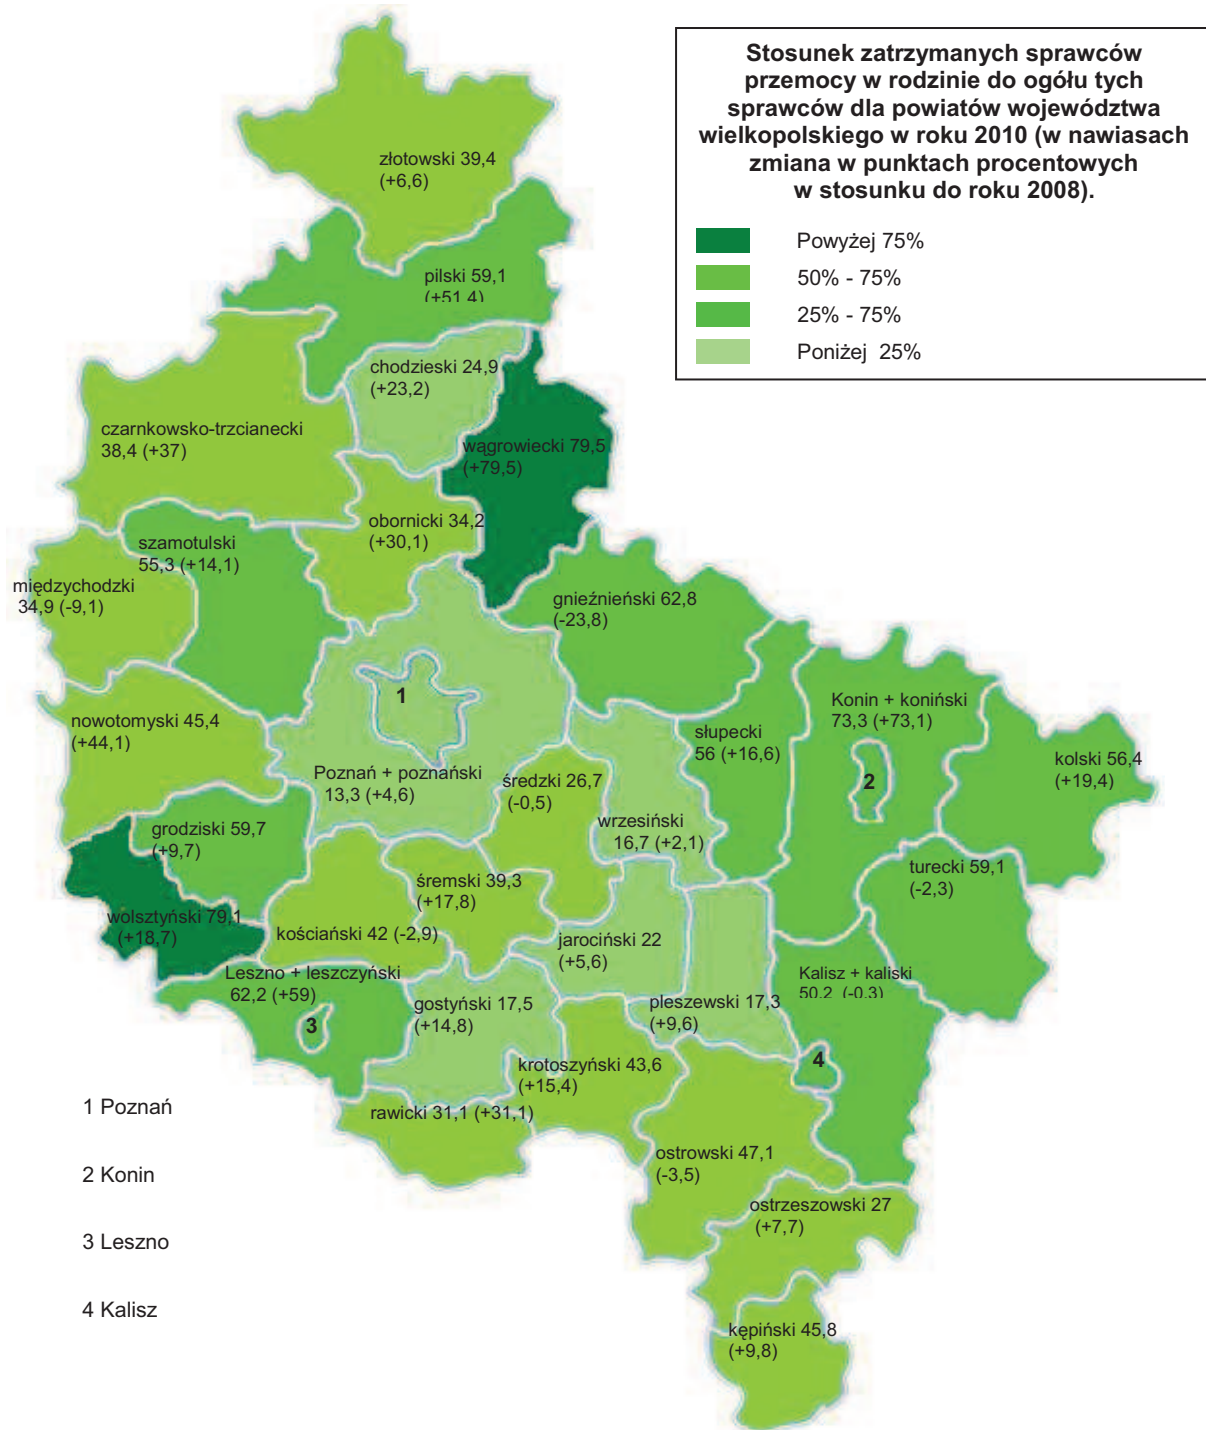 Stosunek zatrzymanych sprawców
przemocy w rodzinie do ogółu tych
sprawców dla powiatów województwa
wielkopolskiego w roku 2010 (w nawiasach
zmiana w punktach procentowych
w stosunku do roku 2008).
Powyżej 75%
50% - 75%
25% - 75%
Poniżej 25%
złotowski 39,4
(+6,6)
pilski 59,1
(+51,4)
chodzieski 24,9
(+23,2)
czarnkowsko-trzcianecki
38,4 (+37)
wągrowiecki 79,5
(+79,5)
obornicki 34,2
(+30,1)
szamotulski
55,3 (+14,1)
międzychodzki
34,9 (-9,1)
gnieźnieński 62,8
(-23,8)
1
nowotomyski 45,4
(+44,1)
Poznań + poznański
13,3 (+4,6)
słupecki
56 (+16,6)
Konin + koniński
73,3 (+73,1)
2
kolski 56,4
(+19,4)
średzki 26,7
(-0,5)
wrzesiński
16,7 (+2,1)
grodziski 59,7
(+9,7)
turecki 59,1
(-2,3)
śremski 39,3
(+17,8)
wolsztyński 79,1
(+18,7)
kościański 42 (-2,9)
jarociński 22
(+5,6)
Leszno + leszczyński
62,2 (+59)
3
Kalisz + kaliski
50,2 (-0,3)
4
gostyński 17,5
(+14,8)
pleszewski 17,3
(+9,6)
krotoszyński 43,6
(+15,4)
rawicki 31,1 (+31,1)
ostrowski 47,1
(-3,5)
ostrzeszowski 27
(+7,7)
kępiński 45,8
(+9,8)
1 Poznań
2 Konin
3 Leszno
4 Kalisz